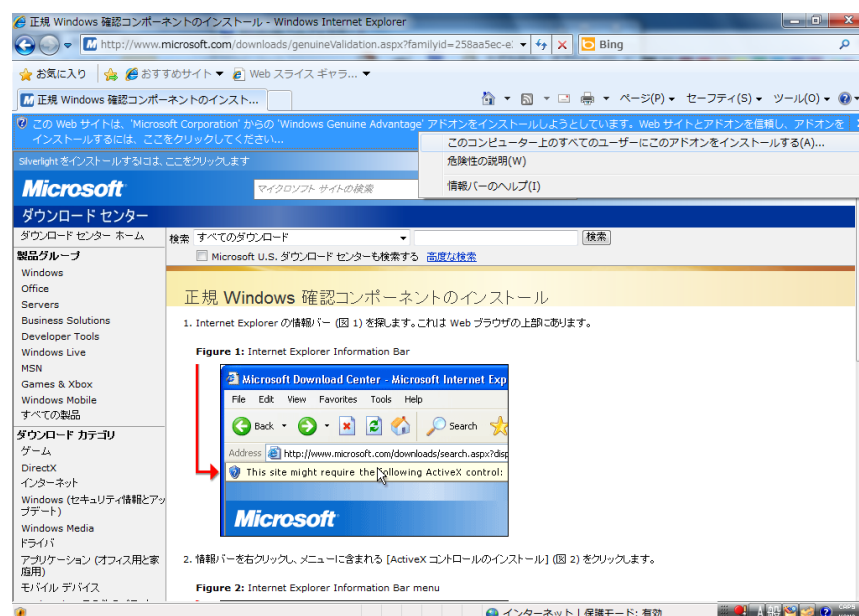 正規 Windows 確認コンポーネントのインストール - Windows Internet Explorer
http://www.microsoft.com/downloads/genuineValidation.aspx?familyid=258aa5ec-e
Bing
お気に入り おすすめサイト Web スライス ギャラ...
正規 Windows 確認コンポーネントのインスト...
ページ(P) セーフティ(S) ツール(O)
この Web サイトは、'Microsoft Corporation' からの 'Windows Genuine Advantage' アドオンをインストールしようとしています。Web サイトとアドオンを信頼し、アドオンを
インストールするには、ここをクリックしてください...
このコンピューター上のすべてのユーザーにこのアドオンをインストールする(A)...
危険性の説明(W)
情報バーのヘルプ(I)
Silverlight をインストールするには、ここをクリックします
Microsoft
マイクロソフト サイトの検索
ダウンロード センター
ダウンロード センター ホーム
製品グループ
Windows
Office
Servers
Business Solutions
Developer Tools
Windows Live
MSN
Games & Xbox
Windows Mobile
すべての製品
ダウンロード カテゴリ
ゲーム
DirectX
インターネット
Windows (セキュリティ情報とアッ
プデート)
Windows Media
ドライバ
アプリケーション (オフィス用と家
庭用)
モバイル デバイス
検索 すべてのダウンロード 検索
Microsoft U.S. ダウンロード センターも検索する 高度な検索
正規 Windows 確認コンポーネントのインストール
1. Internet Explorer の情報バー (図 1) を探します。これは Web ブラウザの上部にあります。
Figure 1: Internet Explorer Information Bar
Microsoft Download Center - Microsoft Internet Exp
File Edit View Favorites Tools Help
Back Search
Address http://www.microsoft.com/downloads/search.aspx?disp
This site might require the following ActiveX control:
Microsoft
2. 情報バーを右クリックし、メニューに含まれる [ActiveX コントロールのインストール] (図 2) をクリックします。
Figure 2: Internet Explorer Information Bar menu
インターネット | 保護モード: 有効